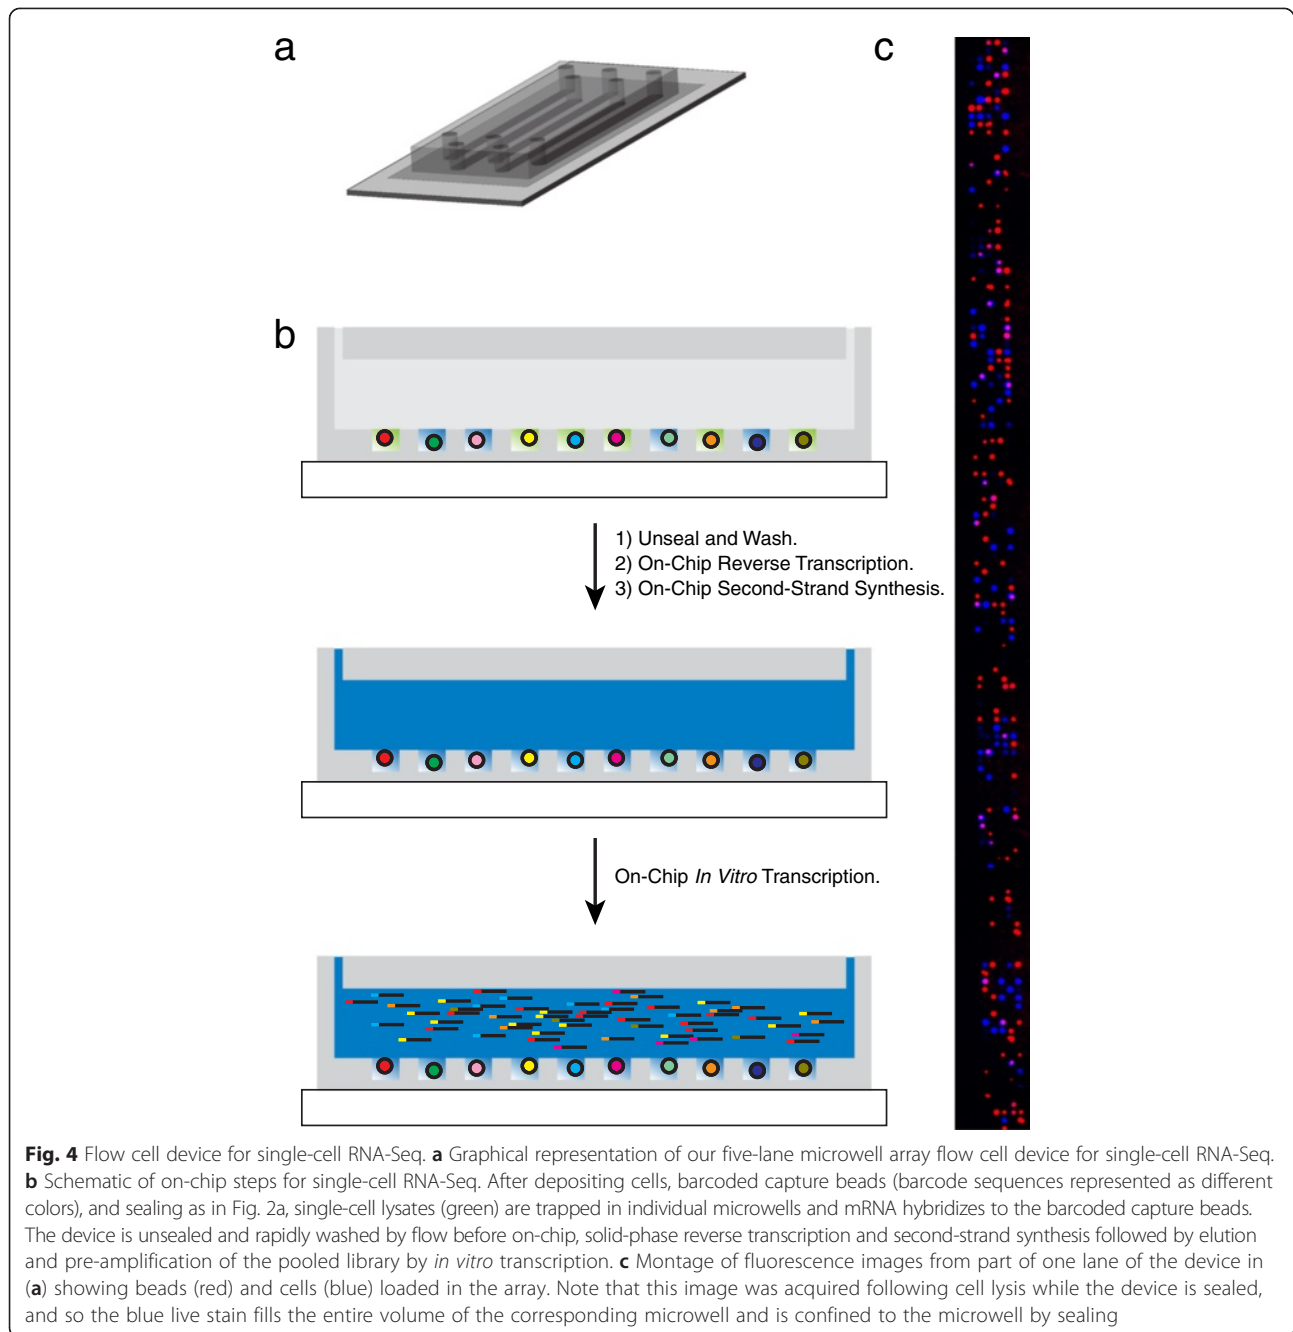 a
c
b
1) Unseal and Wash.
2) On-Chip Reverse Transcription.
3) On-Chip Second-Strand Synthesis.
On-Chip In Vitro Transcription.
Fig. 4 Flow cell device for single-cell RNA-Seq. a Graphical representation of our five-lane microwell array flow cell device for single-cell RNA-Seq.
b Schematic of on-chip steps for single-cell RNA-Seq. After depositing cells, barcoded capture beads (barcode sequences represented as different
colors), and sealing as in Fig. 2a, single-cell lysates (green) are trapped in individual microwells and mRNA hybridizes to the barcoded capture beads.
The device is unsealed and rapidly washed by flow before on-chip, solid-phase reverse transcription and second-strand synthesis followed by elution
and pre-amplification of the pooled library by in vitro transcription. c Montage of fluorescence images from part of one lane of the device in
(a) showing beads (red) and cells (blue) loaded in the array. Note that this image was acquired following cell lysis while the device is sealed,
and so the blue live stain fills the entire volume of the corresponding microwell and is confined to the microwell by sealing